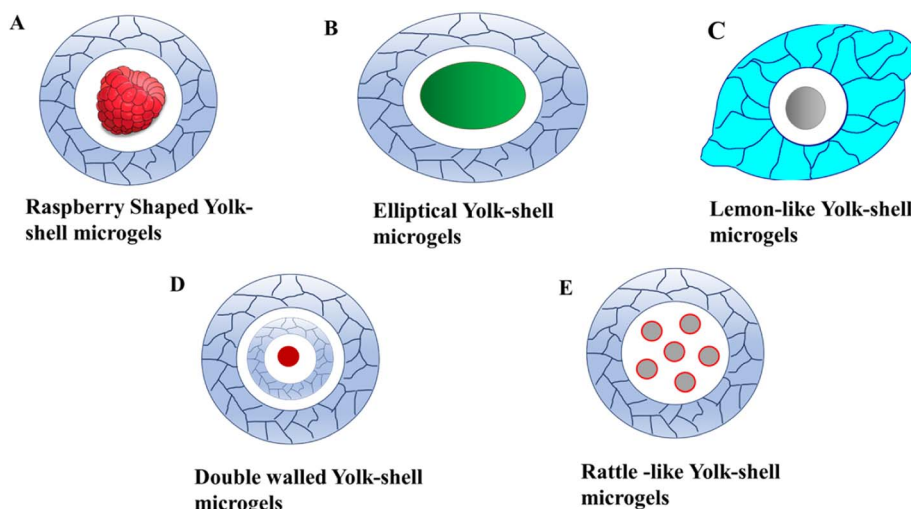 A
B
C
Raspberry Shaped Yolk-
shell microgels
Elliptical Yolk-shell
microgels
Lemon-like Yolk-shell
microgels
D
E
Double walled Yolk-shell
microgels
Rattle -like Yolk-shell
microgels